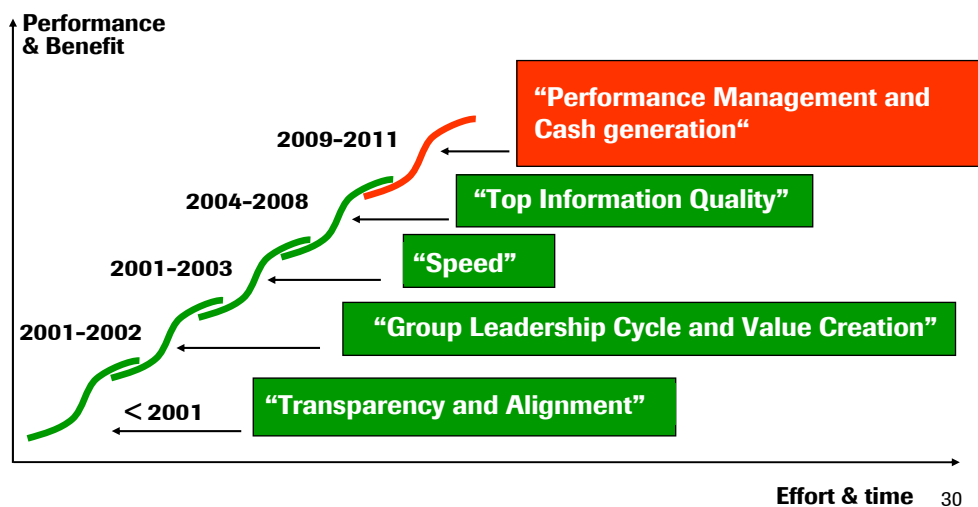 Performance
& Benefit
“Performance Management and
Cash generation“
2009-2011
2004-2008
“Top Information Quality”
2001-2003
“Speed”
2001-2002
“Group Leadership Cycle and Value Creation”
< 2001
“Transparency and Alignment”
Effort & time
30